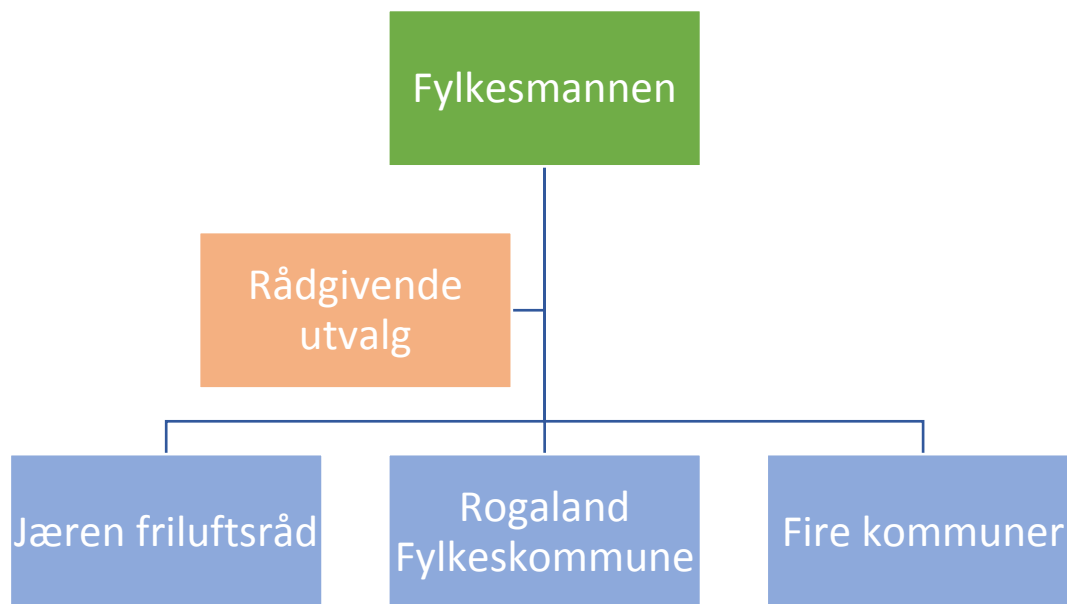 Fylkesmannen
Rådgivende
utvalg
Jæren friluftsråd
Rogaland
Fylkeskommune
Fire kommuner